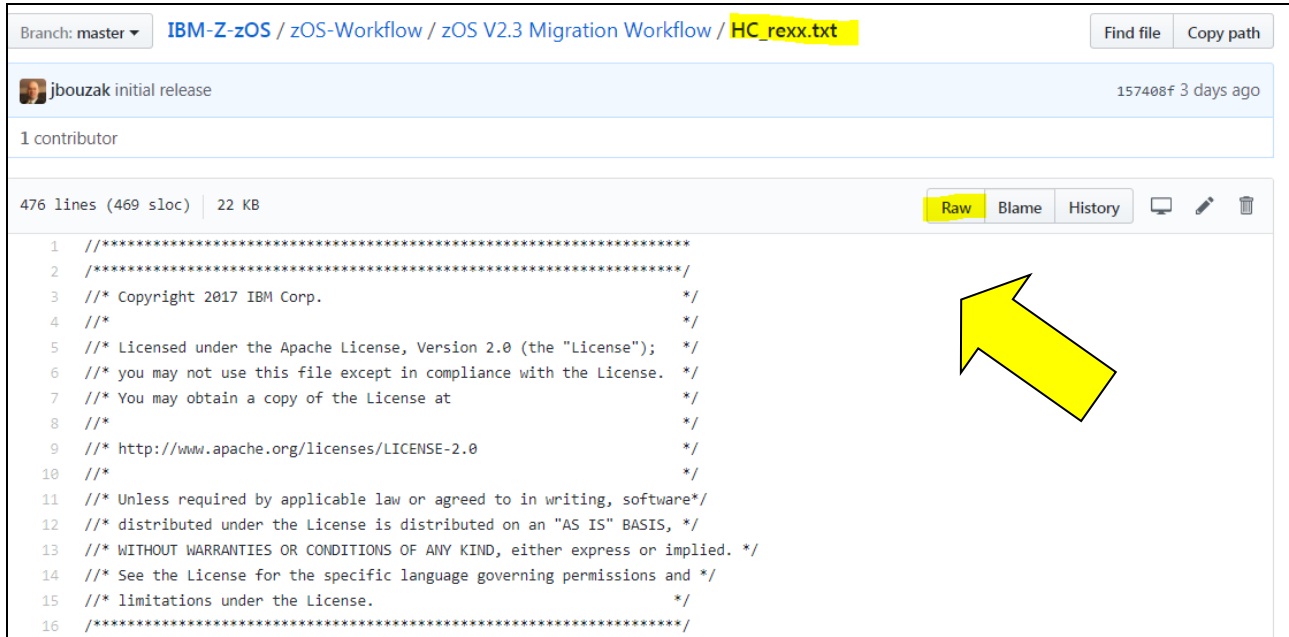 Branch: master IBM-Z-zOS / zOS-Workflow / zOS V2.3 Migration Workflow / HC_rexx.txt Find file Copy path
jbouzak initial release 157408f 3 days ago
1 contributor
476 lines (469 sloc) 22 KB Raw Blame History
1 //*********************************************************************
2 /*********************************************************************/
3 //* Copyright 2017 IBM Corp. */
4 //* */
5 //* Licensed under the Apache License, Version 2.0 (the "License"); */
6 //* you may not use this file except in compliance with the License. */
7 //* You may obtain a copy of the License at */
8 //* */
9 //* http://www.apache.org/licenses/LICENSE-2.0 */
10 //* */
11 //* Unless required by applicable law or agreed to in writing, software*/
12 //* distributed under the License is distributed on an "AS IS" BASIS, */
13 //* WITHOUT WARRANTIES OR CONDITIONS OF ANY KIND, either express or implied. */
14 //* See the License for the specific language governing permissions and */
15 //* limitations under the License. */
16 /*********************************************************************/